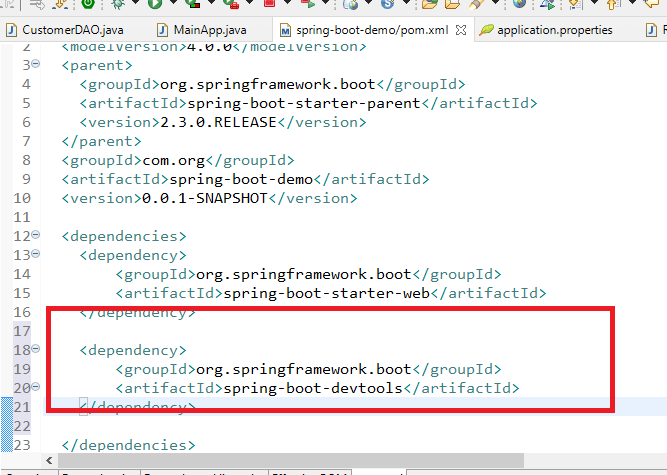 CustomerDAO.java MainApp.java spring-boot-demo/pom.xml application.properties
2 <modelVersion>4.0.0</modelVersion>
3 <parent>
4 <groupId>org.springframework.boot</groupId>
5 <artifactId>spring-boot-starter-parent</artifactId>
6 <version>2.3.0.RELEASE</version>
7 </parent>
8 <groupId>com.org</groupId>
9 <artifactId>spring-boot-demo</artifactId>
10 <version>0.0.1-SNAPSHOT</version>
11
12 <dependencies>
13 <dependency>
14 <groupId>org.springframework.boot</groupId>
15 <artifactId>spring-boot-starter-web</artifactId>
16 </dependency>
17
18 <dependency>
19 <groupId>org.springframework.boot</groupId>
20 <artifactId>spring-boot-devtools</artifactId>
21 </dependency>
22
23 </dependencies>